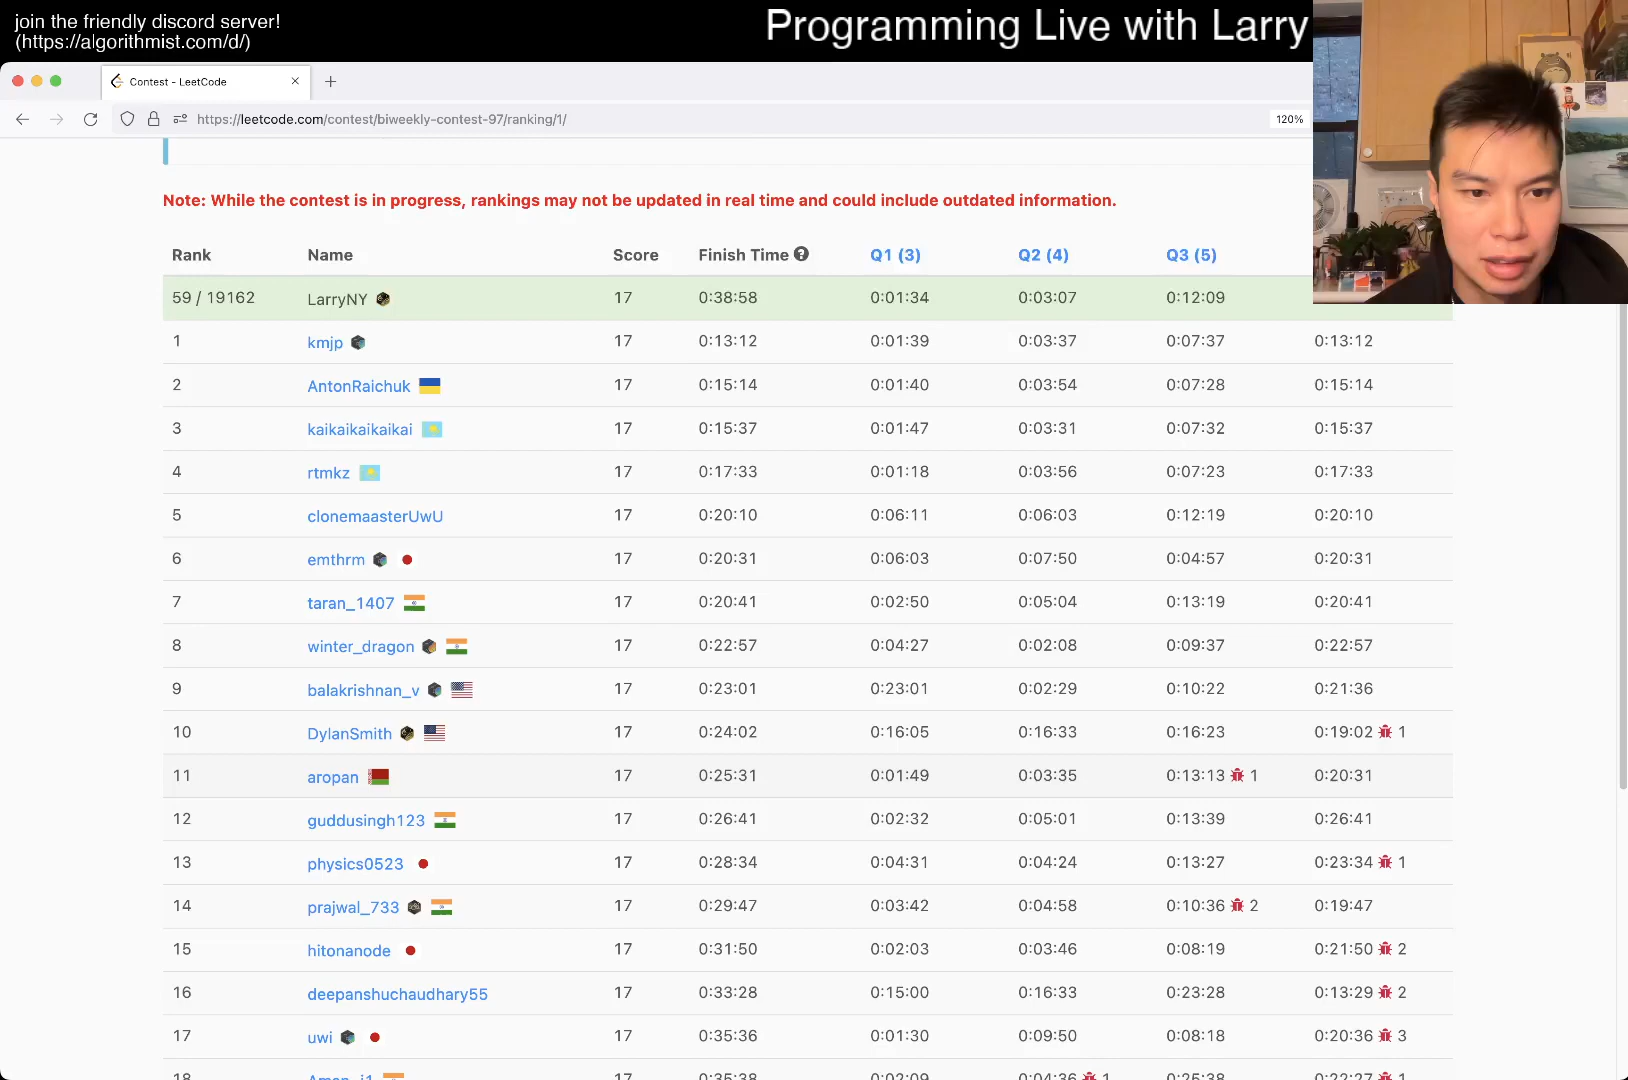 join the friendly discord server!
(https://algorithmist.com/d/)
Programming Live with Larry
Contest - LeetCode
https://leetcode.com/contest/biweekly-contest-97/ranking/1/
120%
Note: While the contest is in progress, rankings may not be updated in real time and could include outdated information.
Rank Name Score Finish Time Q1 (3) Q2 (4) Q3 (5)
59 / 19162 LarryNY 17 0:38:58 0:01:34 0:03:07 0:12:09
1 kmjp 17 0:13:12 0:01:39 0:03:37 0:07:37 0:13:12
2 AntonRaichuk 17 0:15:14 0:01:40 0:03:54 0:07:28 0:15:14
3 kaikaikaikaikai 17 0:15:37 0:01:47 0:03:31 0:07:32 0:15:37
4 rtmkz 17 0:17:33 0:01:18 0:03:56 0:07:23 0:17:33
5 clonemaasterUwU 17 0:20:10 0:06:11 0:06:03 0:12:19 0:20:10
6 emthrm 17 0:20:31 0:06:03 0:07:50 0:04:57 0:20:31
7 taran_1407 17 0:20:41 0:02:50 0:05:04 0:13:19 0:20:41
8 winter_dragon 17 0:22:57 0:04:27 0:02:08 0:09:37 0:22:57
9 balakrishnan_v 17 0:23:01 0:23:01 0:02:29 0:10:22 0:21:36
10 DylanSmith 17 0:24:02 0:16:05 0:16:33 0:16:23 0:19:02 1
11 aropan 17 0:25:31 0:01:49 0:03:35 0:13:13 1 0:20:31
12 guddusingh123 17 0:26:41 0:02:32 0:05:01 0:13:39 0:26:41
13 physics0523 17 0:28:34 0:04:31 0:04:24 0:13:27 0:23:34 1
14 prajwal_733 17 0:29:47 0:03:42 0:04:58 0:10:36 2 0:19:47
15 hitonanode 17 0:31:50 0:02:03 0:03:46 0:08:19 0:21:50 2
16 deepanshuchaudhary55 17 0:33:28 0:15:00 0:16:33 0:23:28 0:13:29 2
17 uwi 17 0:35:36 0:01:30 0:09:50 0:08:18 0:20:36 3
18 17 0:35:38 0:02:09 0:04:36 1 0:25:38 0:22:27 1